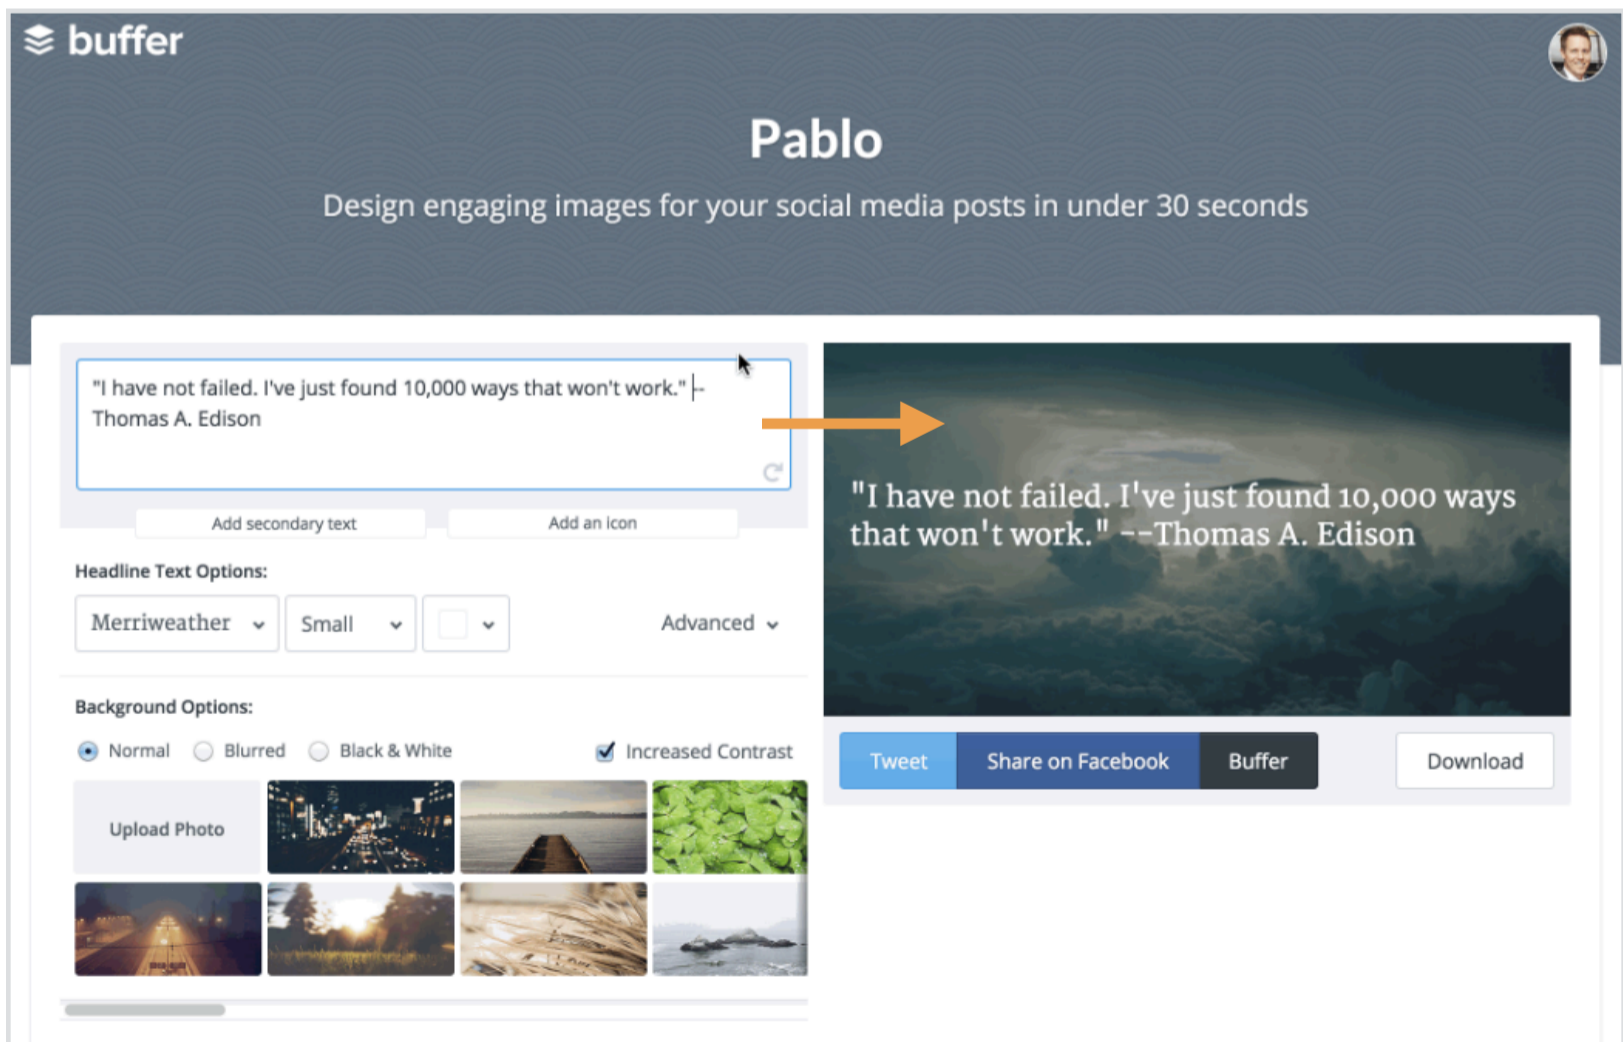 buffer
Pablo
Design engaging images for your social media posts in under 30 seconds
"I have not failed. I've just found 10,000 ways that won't work." --
Thomas A. Edison
Add secondary text
Add an icon
Headline Text Options:
Merriweather
Small
Advanced
Background Options:
Normal
Blurred
Black & White
Increased Contrast
Upload Photo
"I have not failed. I've just found 10,000 ways
that won't work." --Thomas A. Edison
Tweet
Share on Facebook
Buffer
Download